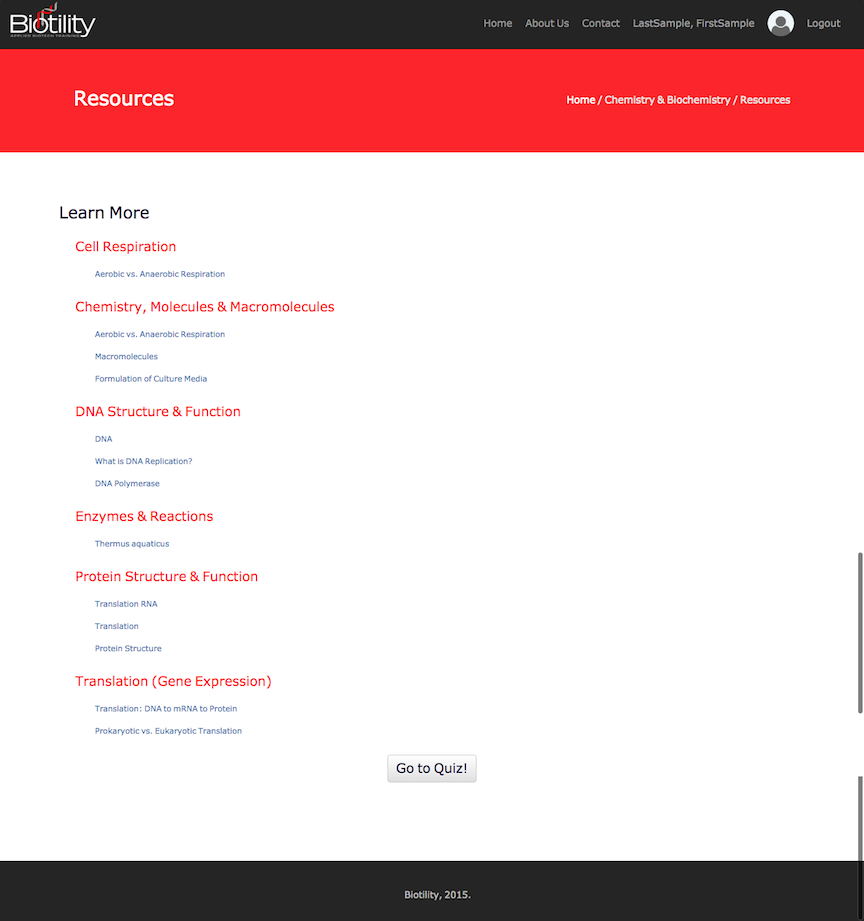 Biotility
APPLIED BIOTECH TRAINING
Home About Us Contact LastSample, FirstSample Logout
Resources
Home / Chemistry & Biochemistry / Resources
Learn More
Cell Respiration
Aerobic vs. Anaerobic Respiration
Chemistry, Molecules & Macromolecules
Aerobic vs. Anaerobic Respiration
Macromolecules
Formulation of Culture Media
DNA Structure & Function
DNA
What is DNA Replication?
DNA Polymerase
Enzymes & Reactions
Thermus aquaticus
Protein Structure & Function
Translation RNA
Translation
Protein Structure
Translation (Gene Expression)
Translation: DNA to mRNA to Protein
Prokaryotic vs. Eukaryotic Translation
Go to Quiz!
Biotility, 2015.